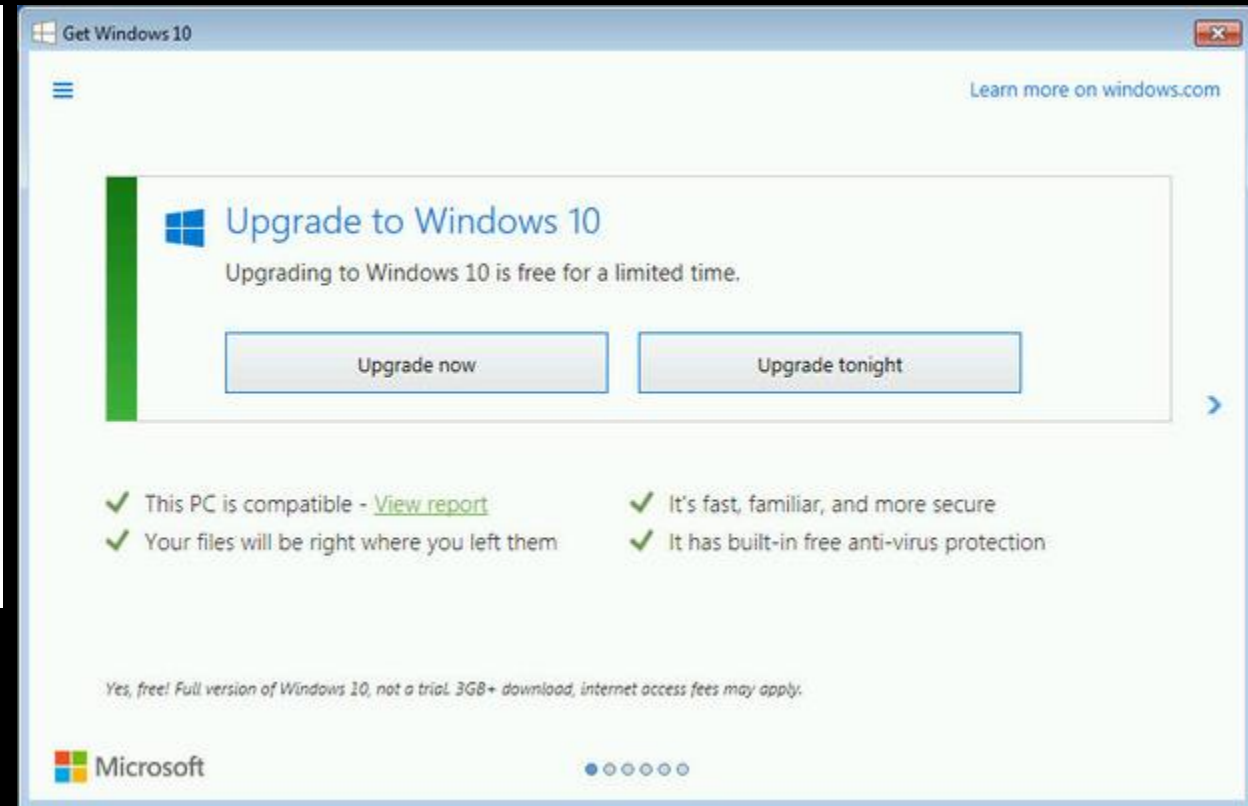 Get Windows 10
Learn more on windows.com
Upgrade to Windows 10
Upgrading to Windows 10 is free for a limited time.
Upgrade now
Upgrade tonight
This PC is compatible - View report
It's fast, familiar, and more secure
Your files will be right where you left them
It has built-in free anti-virus protection
Yes, free! Full version of Windows 10, not a trial. 3GB+ download, internet access fees may apply.
Microsoft